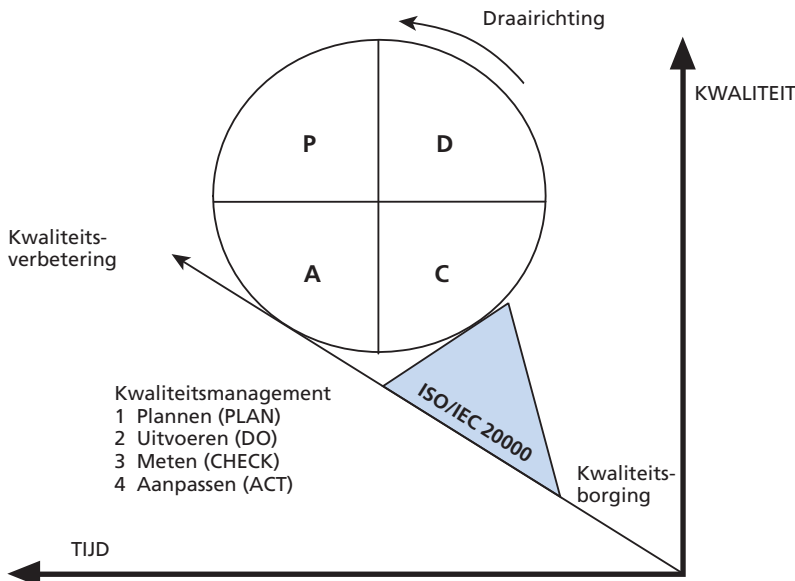 Draairichting
KWALITEIT
P
D
A
C
Kwaliteits-
verbetering
ISO/IEC 20000
Kwaliteitsmanagement
1 Plannen (PLAN)
2 Uitvoeren (DO)
3 Meten (CHECK)
4 Aanpassen (ACT)
Kwaliteits-
borging
TIJD